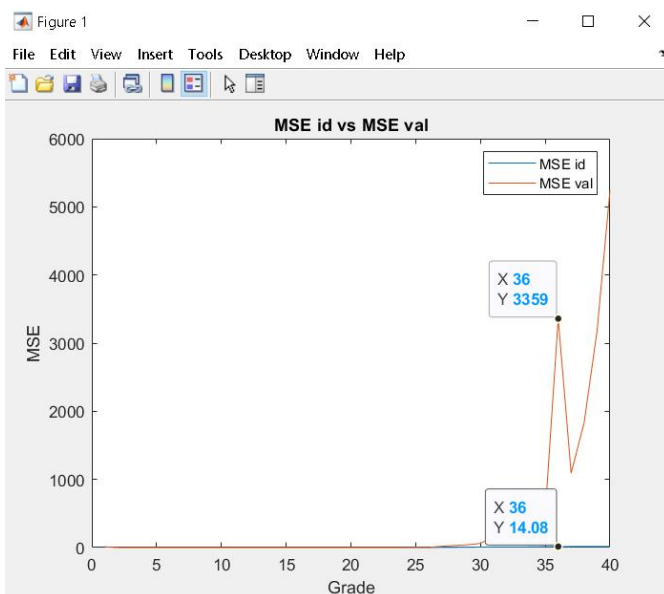 Figure 1
File Edit View Insert Tools Desktop Window Help
MSE id vs MSE val
6000
5000
4000
3000
2000
1000
0
MSE
MSE id
MSE val
X 36
Y 3359
X 36
Y 14.08
0 5 10 15 20 25 30 35 40
Grade